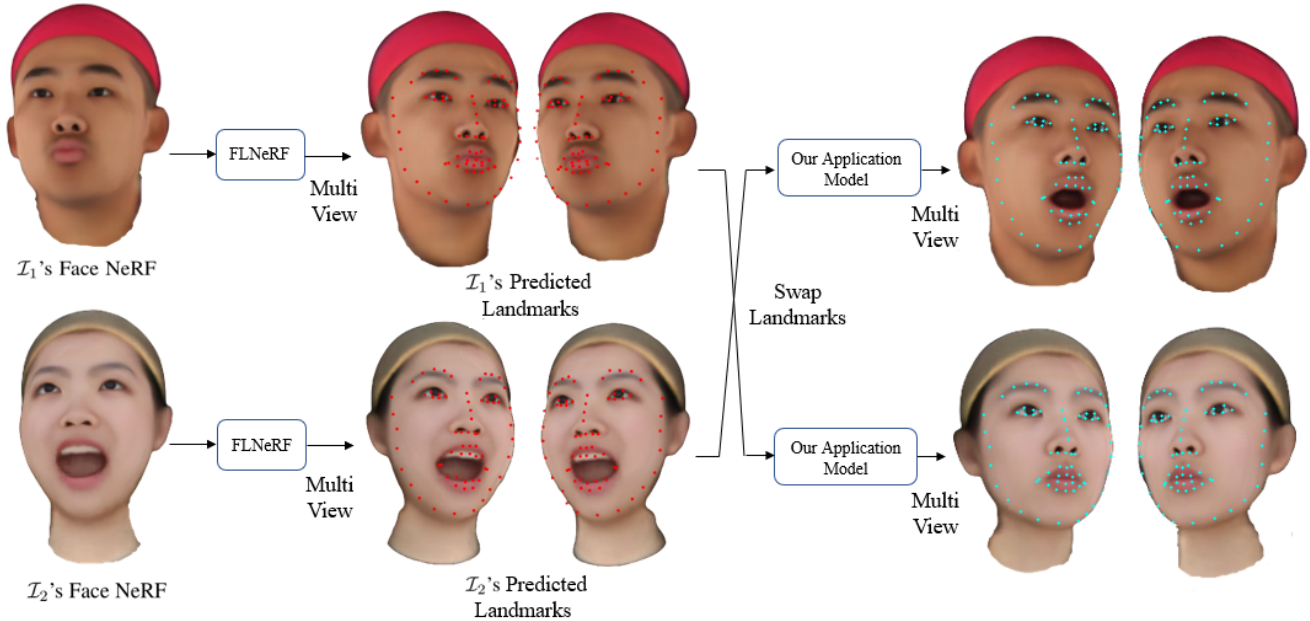 FLNeRF
Multi
View
Our Application
Model
Multi
View
𝓘₁'s Face NeRF
𝓘₁'s Predicted
Landmarks
Swap
Landmarks
FLNeRF
Multi
View
Our Application
Model
Multi
View
𝓘₂'s Face NeRF
𝓘₂'s Predicted
Landmarks